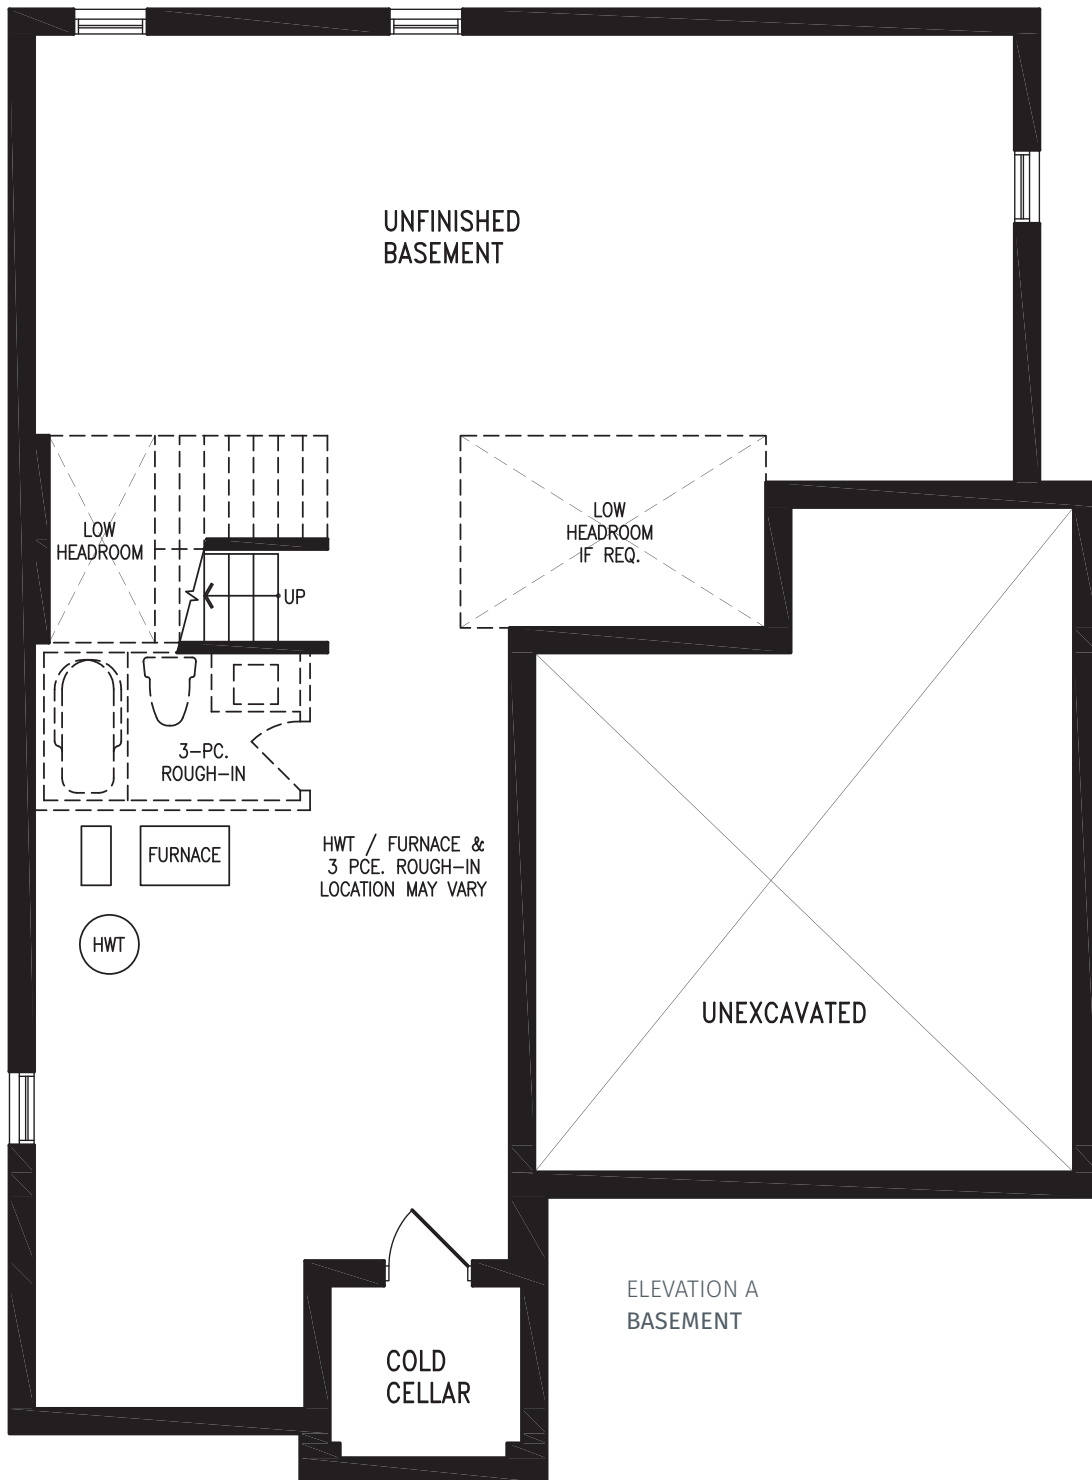 UNFINISHED
BASEMENT
LOW
HEADROOM
LOW
HEADROOM
IF REQ.
UP
3-PC.
ROUGH-IN
FURNACE
HWT / FURNACE &
3 PCE. ROUGH-IN
LOCATION MAY VARY
HWT
UNEXCAVATED
ELEVATION A
BASEMENT
COLD
CELLAR